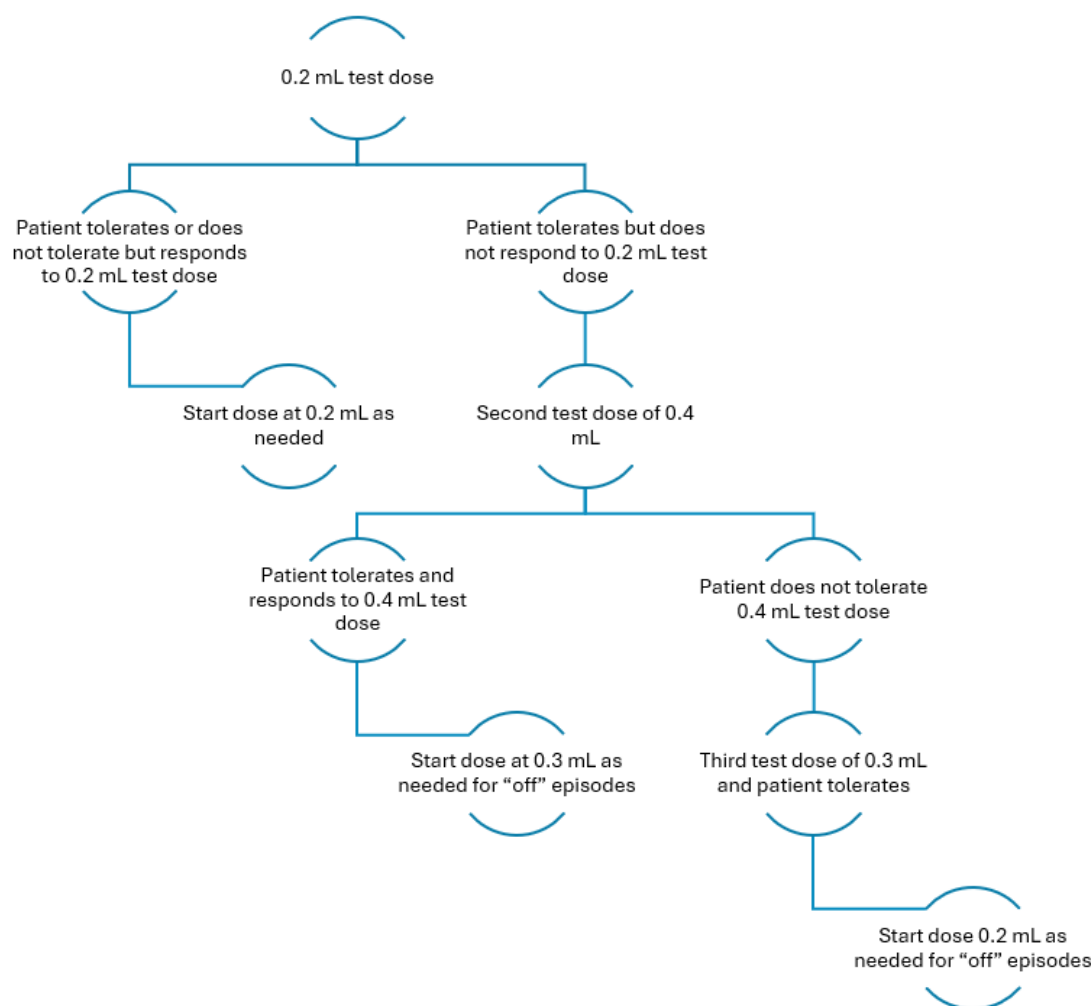 0.2 mL test dose
Patient tolerates or does
not tolerate but responds
to 0.2 mL test dose
Patient tolerates but does
not respond to 0.2 mL test
dose
Start dose at 0.2 mL as
needed
Second test dose of 0.4
mL
Patient tolerates and
responds to 0.4 mL test
dose
Patient does not tolerate
0.4 mL test dose
Start dose at 0.3 mL as
needed for “off” episodes
Third test dose of 0.3 mL
and patient tolerates
Start dose 0.2 mL as
needed for “off” episodes